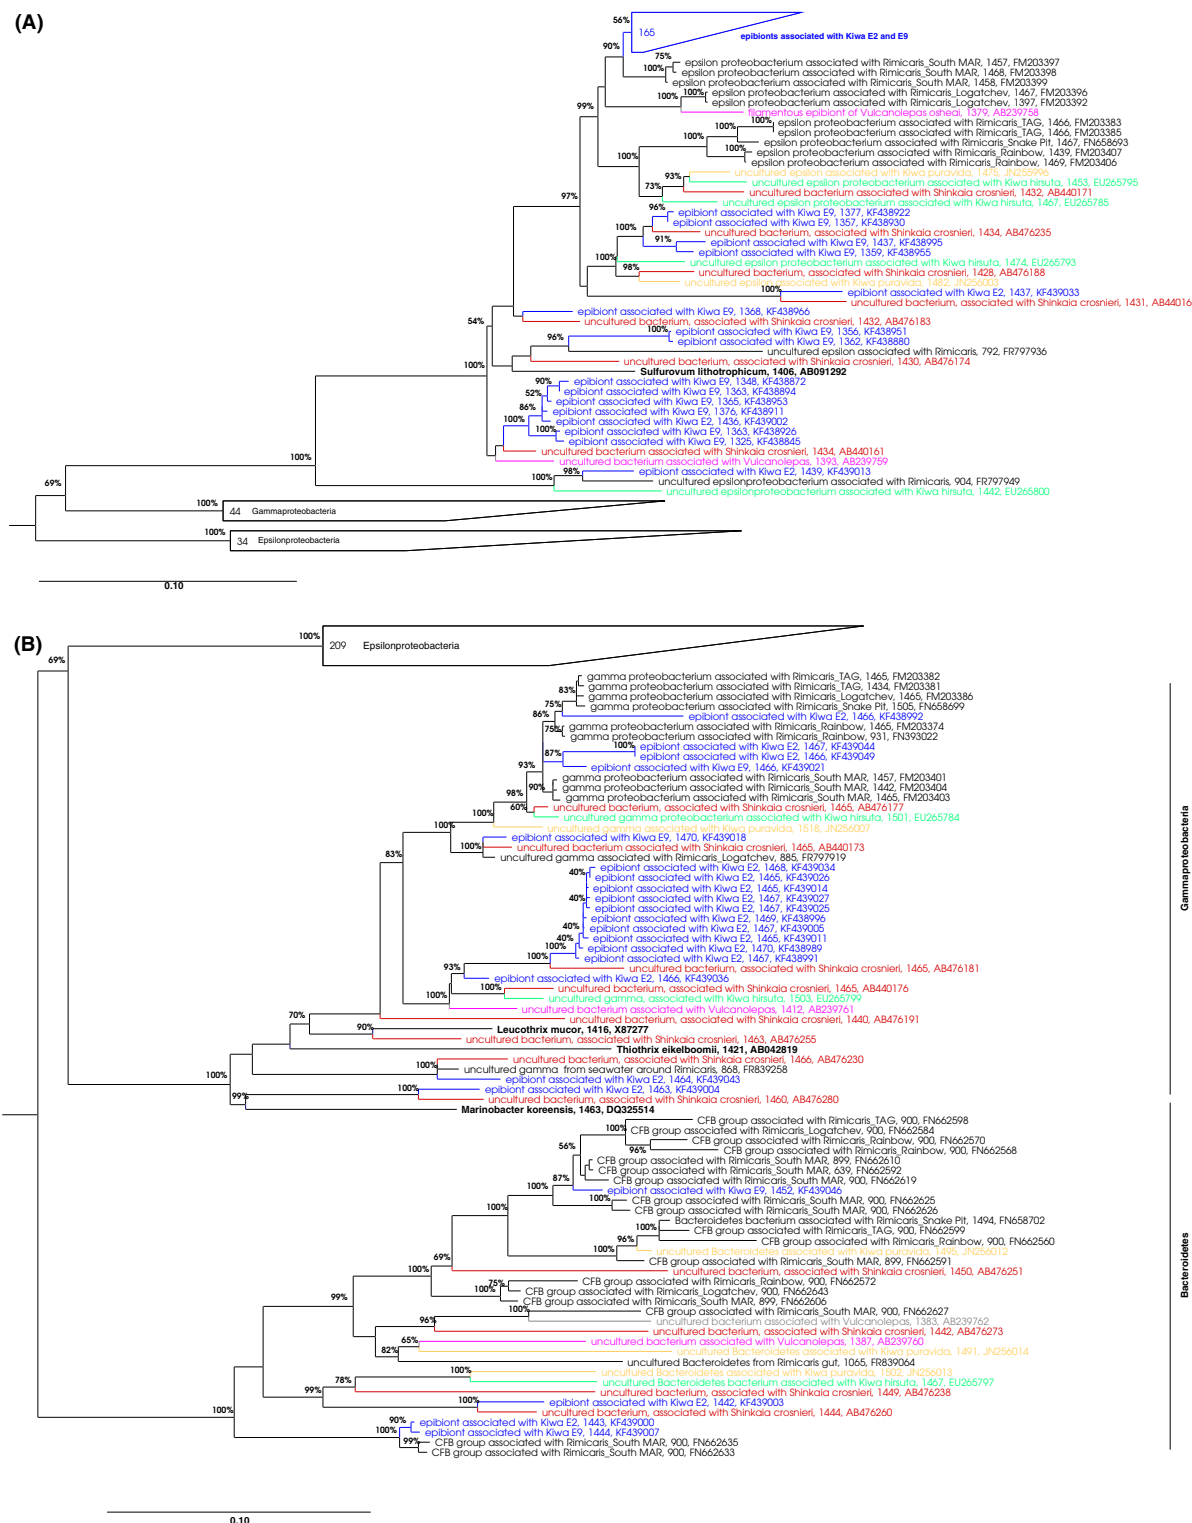 (A)
56%
165
epibionts associated with Kiwa E2 and E9
90%
75%
epsilon proteobacterium associated with Rimicaris_South MAR, 1457, FM203397
100%
epsilon proteobacterium associated with Rimicaris_South MAR, 1468, FM203398
epsilon proteobacterium associated with Rimicaris_South MAR, 1458, FM203399
100%
epsilon proteobacterium associated with Rimicaris_Logatchev, 1467, FM203396
100%
epsilon proteobacterium associated with Rimicaris_Logatchev, 1397, FM203392
99%
filamentous epibiont of Vulcanolepas osheai, 1379, AB239758
100%
epsilon proteobacterium associated with Rimicaris_TAG, 1466, FM203383
epsilon proteobacterium associated with Rimicaris_TAG, 1466, FM203385
100%
epsilon proteobacterium associated with Rimicaris_Snake Pit, 1467, FN658693
100%
epsilon proteobacterium associated with Rimicaris_Rainbow, 1439, FM203407
100%
epsilon proteobacterium associated with Rimicaris_Rainbow, 1469, FM203406
uncultured epsilon associated with Kiwa puravida, 1475, JN255996
93%
uncultured epsilon proteobacterium associated with Kiwa hirsuta, 1453, EU265795
73%
uncultured bacterium associated with Shinkaia crosnieri, 1432, AB440171
97%
uncultured epsilon proteobacterium associated with Kiwa hirsuta, 1467, EU265785
96%
epibiont associated with Kiwa E9, 1377, KF438922
epibiont associated with Kiwa E9, 1357, KF438930
100%
uncultured bacterium, associated with Shinkaia crosnieri, 1434, AB476235
91%
epibiont associated with Kiwa E9, 1437, KF438995
epibiont associated with Kiwa E9, 1359, KF438955
100%
uncultured epsilon proteobacterium associated with Kiwa hirsuta, 1474, EU265793
98%
uncultured bacterium, associated with Shinkaia crosnieri, 1428, AB476188
uncultured epsilon associated with Kiwa puravida, 1482, JN256003
100%
epibiont associated with Kiwa E2, 1437, KF439033
uncultured bacterium, associated with Shinkaia crosnieri, 1431, AB44016
epibiont associated with Kiwa E9, 1368, KF438966
54%
uncultured bacterium, associated with Shinkaia crosnieri, 1432, AB476183
100%
epibiont associated with Kiwa E9, 1356, KF438951
96%
epibiont associated with Kiwa E9, 1362, KF438880
uncultured epsilon associated with Rimicaris, 792, FR797936
uncultured bacterium, associated with Shinkaia crosnieri, 1430, AB476174
100%
Sulfurovum lithotrophicum, 1406, AB091292
90%
epibiont associated with Kiwa E9, 1348, KF438872
52%
epibiont associated with Kiwa E9, 1363, KF438894
epibiont associated with Kiwa E9, 1365, KF438953
86%
epibiont associated with Kiwa E9, 1376, KF438911
100%
epibiont associated with Kiwa E2, 1436, KF439002
100%
epibiont associated with Kiwa E9, 1363, KF438926
epibiont associated with Kiwa E9, 1325, KF438845
uncultured bacterium associated with Shinkaia crosnieri, 1434, AB440161
100%
uncultured bacterium associated with Vulcanolepas, 1393, AB239759
98%
epibiont associated with Kiwa E2, 1439, KF439013
100%
uncultured epsilonproteobacterium associated with Rimicaris, 904, FR797949
69%
uncultured epsilonproteobacterium associated with Kiwa hirsuta, 1442, EU265800
100%
44 Gammaproteobacteria
100%
34 Epsilonproteobacteria
0.10
(B)
100%
209 Epsilonproteobacteria
69%
gamma proteobacterium associated with Rimicaris_TAG, 1465, FM203382
83%
gamma proteobacterium associated with Rimicaris_TAG, 1434, FM203381
gamma proteobacterium associated with Rimicaris_Logatchev, 1465, FM203386
75%
gamma proteobacterium associated with Rimicaris_Snake Pit, 1505, FN658699
86%
epibiont associated with Kiwa E2, 1466, KF438992
75%
gamma proteobacterium associated with Rimicaris_Rainbow, 1465, FM203374
gamma proteobacterium associated with Rimicaris_Rainbow, 931, FN393022
100%
epibiont associated with Kiwa E2, 1467, KF439044
87%
epibiont associated with Kiwa E2, 1466, KF439049
93%
epibiont associated with Kiwa E9, 1466, KF439021
gamma proteobacterium associated with Rimicaris_South MAR, 1457, FM203401
90%
gamma proteobacterium associated with Rimicaris_South MAR, 1442, FM203404
98%
gamma proteobacterium associated with Rimicaris_South MAR, 1465, FM203403
60%
uncultured bacterium, associated with Shinkaia crosnieri, 1465, AB476177
100%
uncultured gamma proteobacterium associated with Kiwa hirsuta, 1501, EU265784
100%
uncultured gamma associated with Kiwa puravida, 1518, JN256007
epibiont associated with Kiwa E9, 1470, KF439018
100%
uncultured bacterium associated with Shinkaia crosnieri, 1465, AB440173
83%
uncultured gamma associated with Rimicaris_Logatchev, 885, FR797919
epibiont associated with Kiwa E2, 1468, KF439034
40%
epibiont associated with Kiwa E2, 1465, KF439026
epibiont associated with Kiwa E2, 1465, KF439014
40%
epibiont associated with Kiwa E2, 1467, KF439027
epibiont associated with Kiwa E2, 1467, KF439025
epibiont associated with Kiwa E2, 1469, KF438996
40%
epibiont associated with Kiwa E2, 1467, KF439005
40%
epibiont associated with Kiwa E2, 1465, KF439011
100%
epibiont associated with Kiwa E2, 1470, KF438989
100%
epibiont associated with Kiwa E2, 1467, KF438991
93%
uncultured bacterium, associated with Shinkaia crosnieri, 1465, AB476181
epibiont associated with Kiwa E2, 1466, KF439036
100%
uncultured bacterium, associated with Shinkaia crosnieri, 1465, AB440176
100%
uncultured gamma, associated with Kiwa hirsuta, 1503, EU265799
uncultured bacterium associated with Vulcanolepas, 1412, AB239761
70%
uncultured bacterium, associated with Shinkaia crosnieri, 1440, AB476191
90%
Leucothrix mucor, 1416, X87277
uncultured bacterium, associated with Shinkaia crosnieri, 1463, AB476255
Thiothrix eikelboomii, 1421, AB042819
uncultured bacterium, associated with Shinkaia crosnieri, 1466, AB476230
100%
uncultured gamma from seawater around Rimicaris, 868, FR839258
100%
epibiont associated with Kiwa E2, 1464, KF439043
100%
epibiont associated with Kiwa E2, 1463, KF439004
99%
uncultured bacterium, associated with Shinkaia crosnieri, 1460, AB476280
Marinobacter koreensis, 1463, DQ325514
Gammaproteobacteria
CFB group associated with Rimicaris_TAG, 900, FN662598
100%
CFB group associated with Rimicaris_Logatchev, 900, FN662584
CFB group associated with Rimicaris_Rainbow, 900, FN662570
56%
96%
CFB group associated with Rimicaris_Rainbow, 900, FN662568
CFB group associated with Rimicaris_South MAR, 899, FN662610
CFB group associated with Rimicaris_South MAR, 639, FN662592
87%
CFB group associated with Rimicaris_South MAR, 899, FN662619
100%
epibiont associated with Kiwa E9, 1452, KF439046
100%
CFB group associated with Rimicaris_South MAR, 900, FN662625
100%
CFB group associated with Rimicaris_South MAR, 900, FN662626
Bacteroidetes bacterium associated with Rimicaris_Snake Pit, 1494, FN658702
100%
CFB group associated with Rimicaris_TAG, 900, FN662599
96%
CFB group associated with Rimicaris_Rainbow, 900, FN662560
100%
uncultured Bacteroidetes associated with Kiwa puravida, 1495, JN256012
69%
CFB group associated with Rimicaris_South MAR, 899, FN662591
100%
uncultured bacterium, associated with Shinkaia crosnieri, 1450, AB476251
75%
CFB group associated with Rimicaris_Rainbow, 900, FN662572
100%
CFB group associated with Rimicaris_Logatchev, 900, FN662643
99%
CFB group associated with Rimicaris_South MAR, 899, FN662606
100%
CFB group associated with Rimicaris_South MAR, 900, FN662627
96%
uncultured bacterium associated with Vulcanolepas, 1383, AB239762
uncultured bacterium, associated with Shinkaia crosnieri, 1442, AB476273
65%
uncultured bacterium associated with Vulcanolepas, 1387, AB239760
82%
uncultured Bacteroidetes associated with Kiwa puravida, 1491, JN256014
uncultured Bacteroidetes from Rimicaris gut, 1065, FR839064
100%
uncultured Bacteroidetes associated with Kiwa puravida, 1502, JN256013
78%
uncultured Bacteroidetes bacterium associated with Kiwa hirsuta, 1467, EU265797
99%
uncultured bacterium, associated with Shinkaia crosnieri, 1449, AB476238
100%
epibiont associated with Kiwa E2, 1442, KF439003
100%
uncultured bacterium, associated with Shinkaia crosnieri, 1444, AB476260
90%
epibiont associated with Kiwa E2, 1443, KF439000
100%
epibiont associated with Kiwa E9, 1444, KF439007
99%
CFB group associated with Rimicaris_South MAR, 900, FN662635
CFB group associated with Rimicaris_South MAR, 900, FN662633
Bacteroidetes
0.10